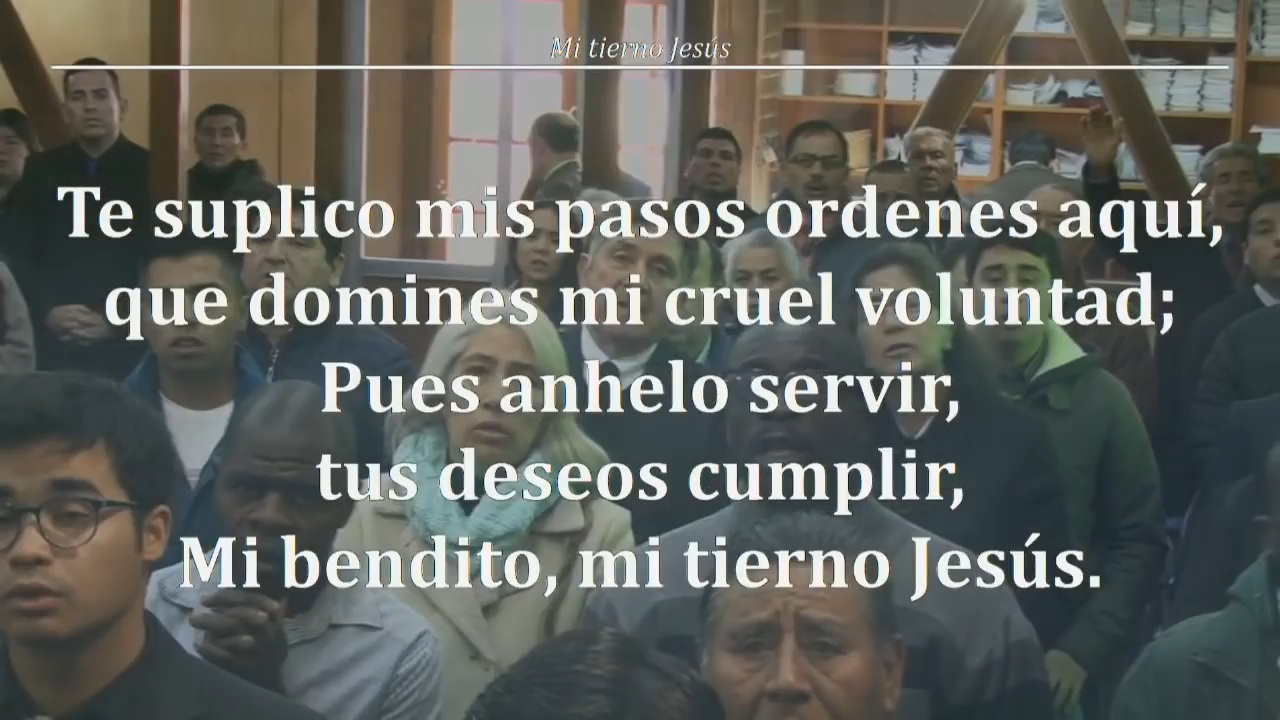 Mi tierno Jesús
Te suplico mis pasos ordenes aquí,
que domines mi cruel voluntad;
Pues anhelo servir,
tus deseos cumplir,
Mi bendito, mi tierno Jesús.